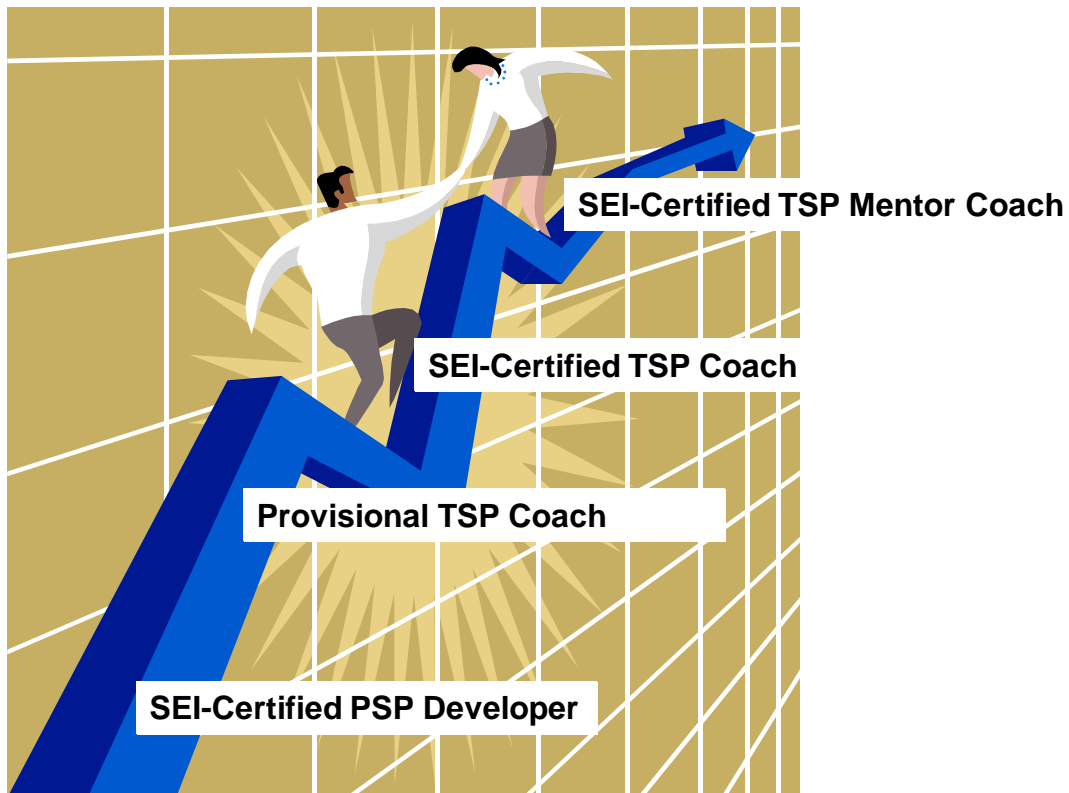 SEI-Certified TSP Mentor Coach
SEI-Certified TSP Coach
Provisional TSP Coach
SEI-Certified PSP Developer